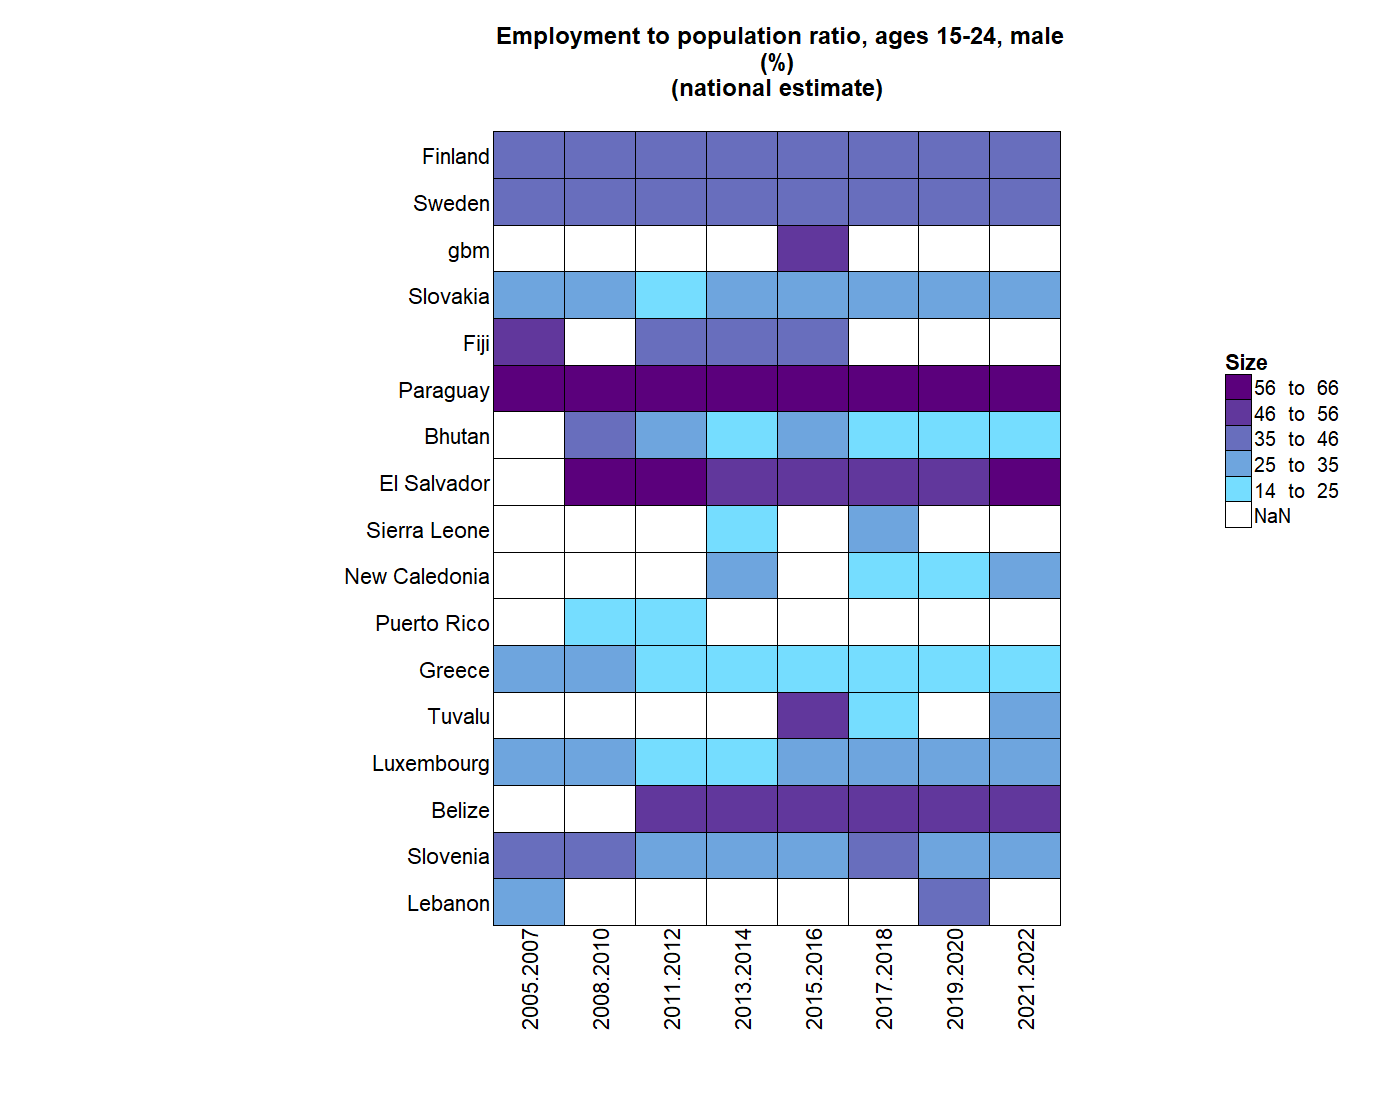 Employment to population ratio, ages 15-24, male
(%)
(national estimate)
Finland
Sweden
gbm
Slovakia
Fiji
Paraguay
Bhutan
El Salvador
Sierra Leone
New Caledonia
Puerto Rico
Greece
Tuvalu
Luxembourg
Belize
Slovenia
Lebanon
2005.2007
2008.2010
2011.2012
2013.2014
2015.2016
2017.2018
2019.2020
2021.2022
Size
56 to 66
46 to 56
35 to 46
25 to 35
14 to 25
NaN